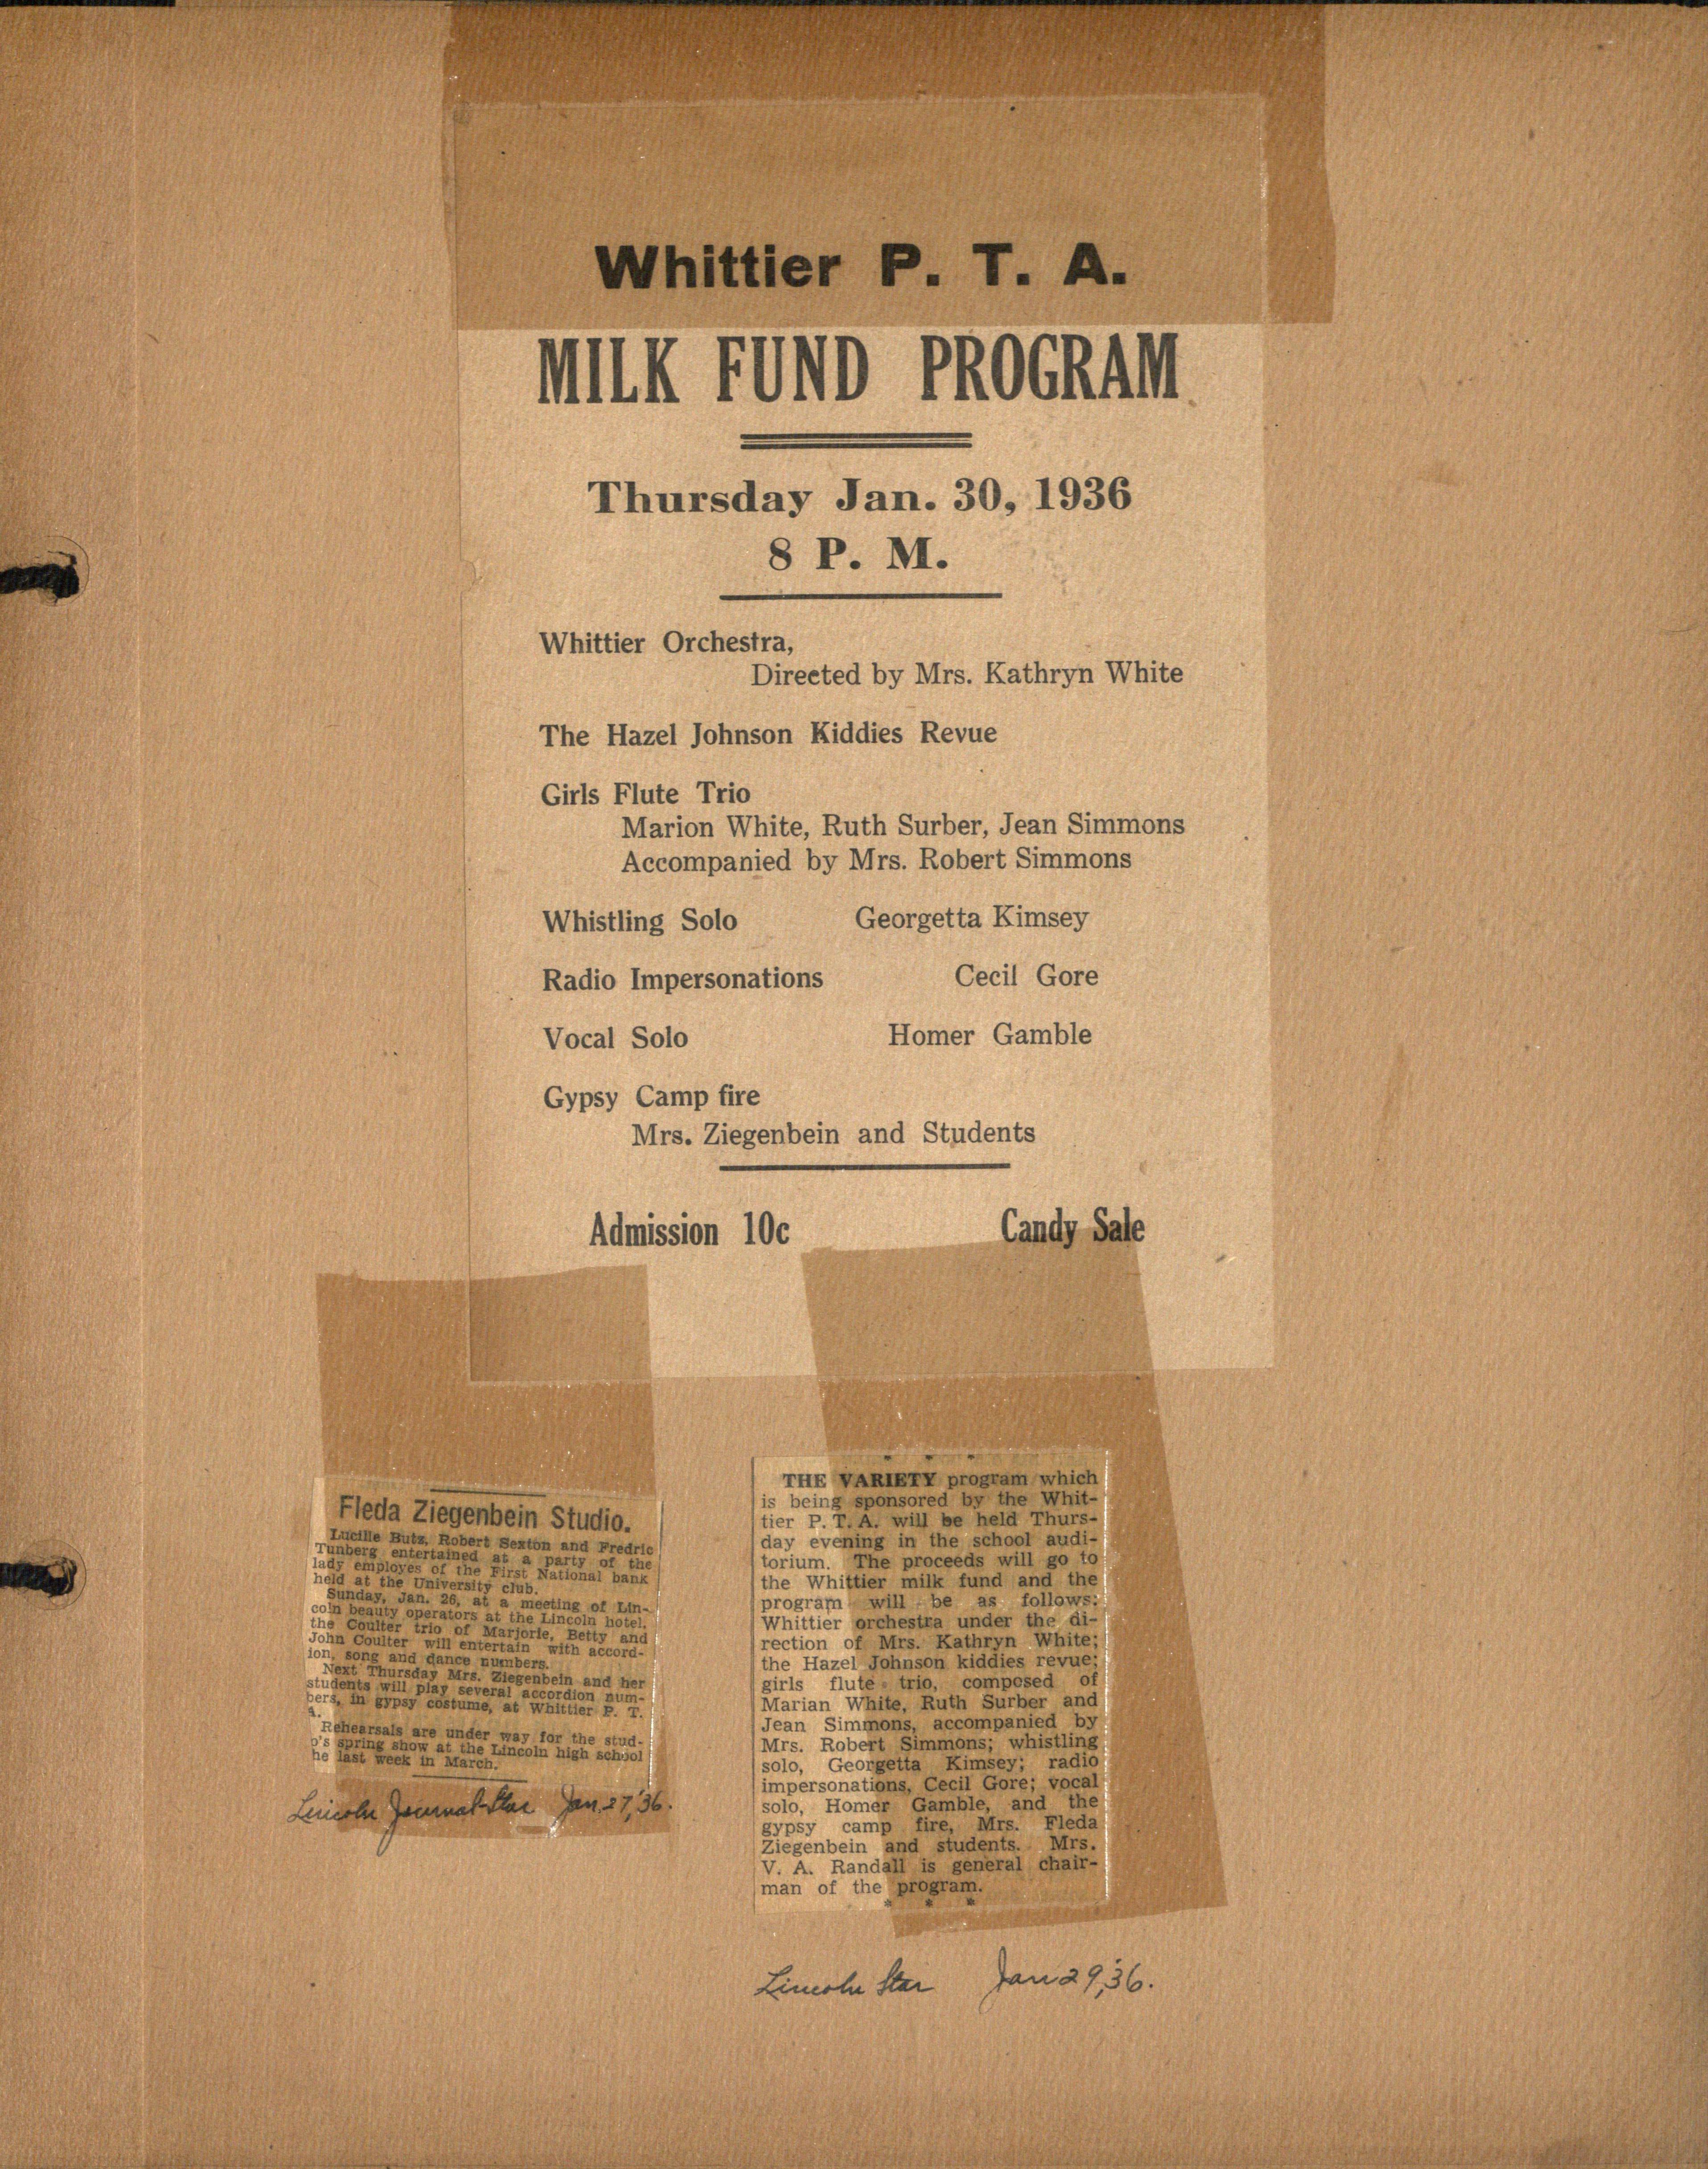 Whittier P. T. A.
MILK FUND PROGRAM
Thursday Jan. 30, 1936
8 P. M.
Whittier Orchestra,
Directed by Mrs. Kathryn White
The Hazel Johnson Kiddies Revue
Girls Flute Trio
Marion White, Ruth Surber, Jean Simmons
Accompanied by Mrs. Robert Simmons
Whistling Solo Georgetta Kimsey
Radio Impersonations Cecil Gore
Vocal Solo Homer Gamble
Gypsy Camp fire
Mrs. Ziegenbein and Students
Admission 10c Candy Sale
Fleda Ziegenbein Studio.
Lucille Butz, Robert Sexton and Fredric
Tunberg entertained at a party of the
lady employes of the First National bank
held at the University club.
Sunday, Jan. 26, at a meeting of Lin-
coln beauty operators at the Lincoln hotel,
the Coulter trio of Marjorie, Betty and
John Coulter will entertain with accord-
ion, song and dance numbers.
Next Thursday Mrs. Ziegenbein and her
students will play several accordion num-
bers, in gypsy costume, at Whittier P. T.
A.
Rehearsals are under way for the stud-
o's spring show at the Lincoln high school
he last week in March.
Lincoln Journal-Star Jan. 27, '36.
THE VARIETY program which
is being sponsored by the Whit-
tier P. T. A. will be held Thurs-
day evening in the school audi-
torium. The proceeds will go to
the Whittier milk fund and the
program will be as follows:
Whittier orchestra under the di-
rection of Mrs. Kathryn White;
the Hazel Johnson kiddies revue;
girls flute trio, composed of
Marian White, Ruth Surber and
Jean Simmons, accompanied by
Mrs. Robert Simmons; whistling
solo, Georgetta Kimsey; radio
impersonations, Cecil Gore; vocal
solo, Homer Gamble, and the
gypsy camp fire, Mrs. Fleda
Ziegenbein and students. Mrs.
V. A. Randall is general chair-
man of the program.
* * *
Lincoln Star Jan 29, '36.